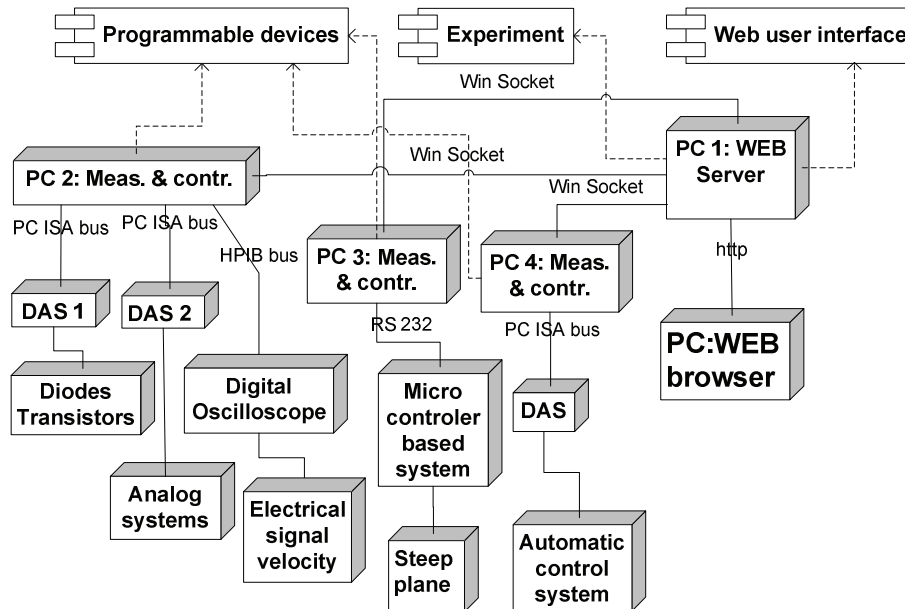 Programmable devices
Experiment
Web user interface
Win Socket
PC 1: WEB
Server
Win Socket
PC 2: Meas. & contr.
Win Socket
PC ISA bus
PC ISA bus
HPIB bus
PC 3: Meas.
& contr.
PC 4: Meas.
& contr.
http
DAS 1
DAS 2
RS 232
PC ISA bus
PC:WEB
browser
Diodes
Transistors
Digital
Oscilloscope
Micro
controler
based
system
DAS
Analog
systems
Electrical
signal
velocity
Steep
plane
Automatic
control
system